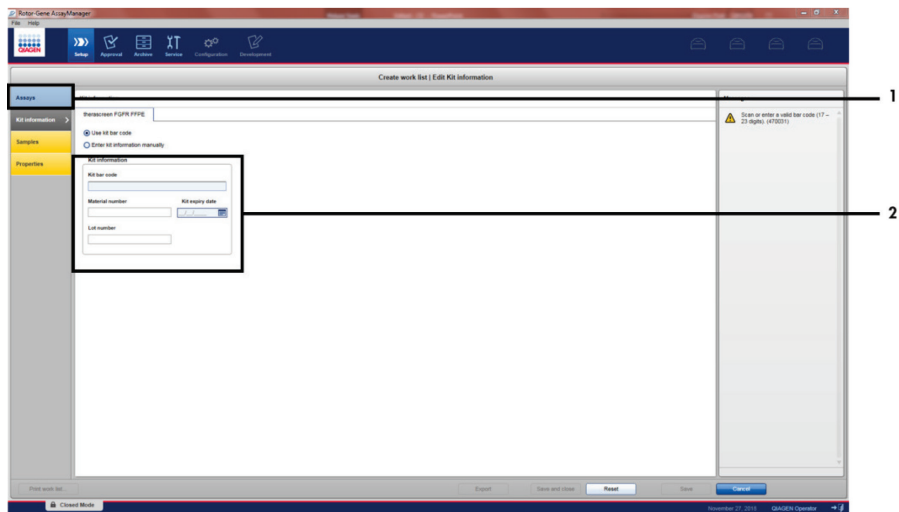 Rotor-Gene AssayManager
File Help
QIAGEN
Setup Approval Archive Service Configuration Development
Create work list | Edit Kit information
Assays
1
Kit information
therascreen FGFR FFPE
Scan or enter a valid bar code (17 –
23 digits). (470031)
Use kit bar code
Samples
Enter kit information manually
Properties
Kit information
Kit bar code
Material number Kit expiry date
2
Lot number
Print work list...
Export Save and close Reset Save Cancel
Closed Mode
November 21, 2018 QIAGEN Operator